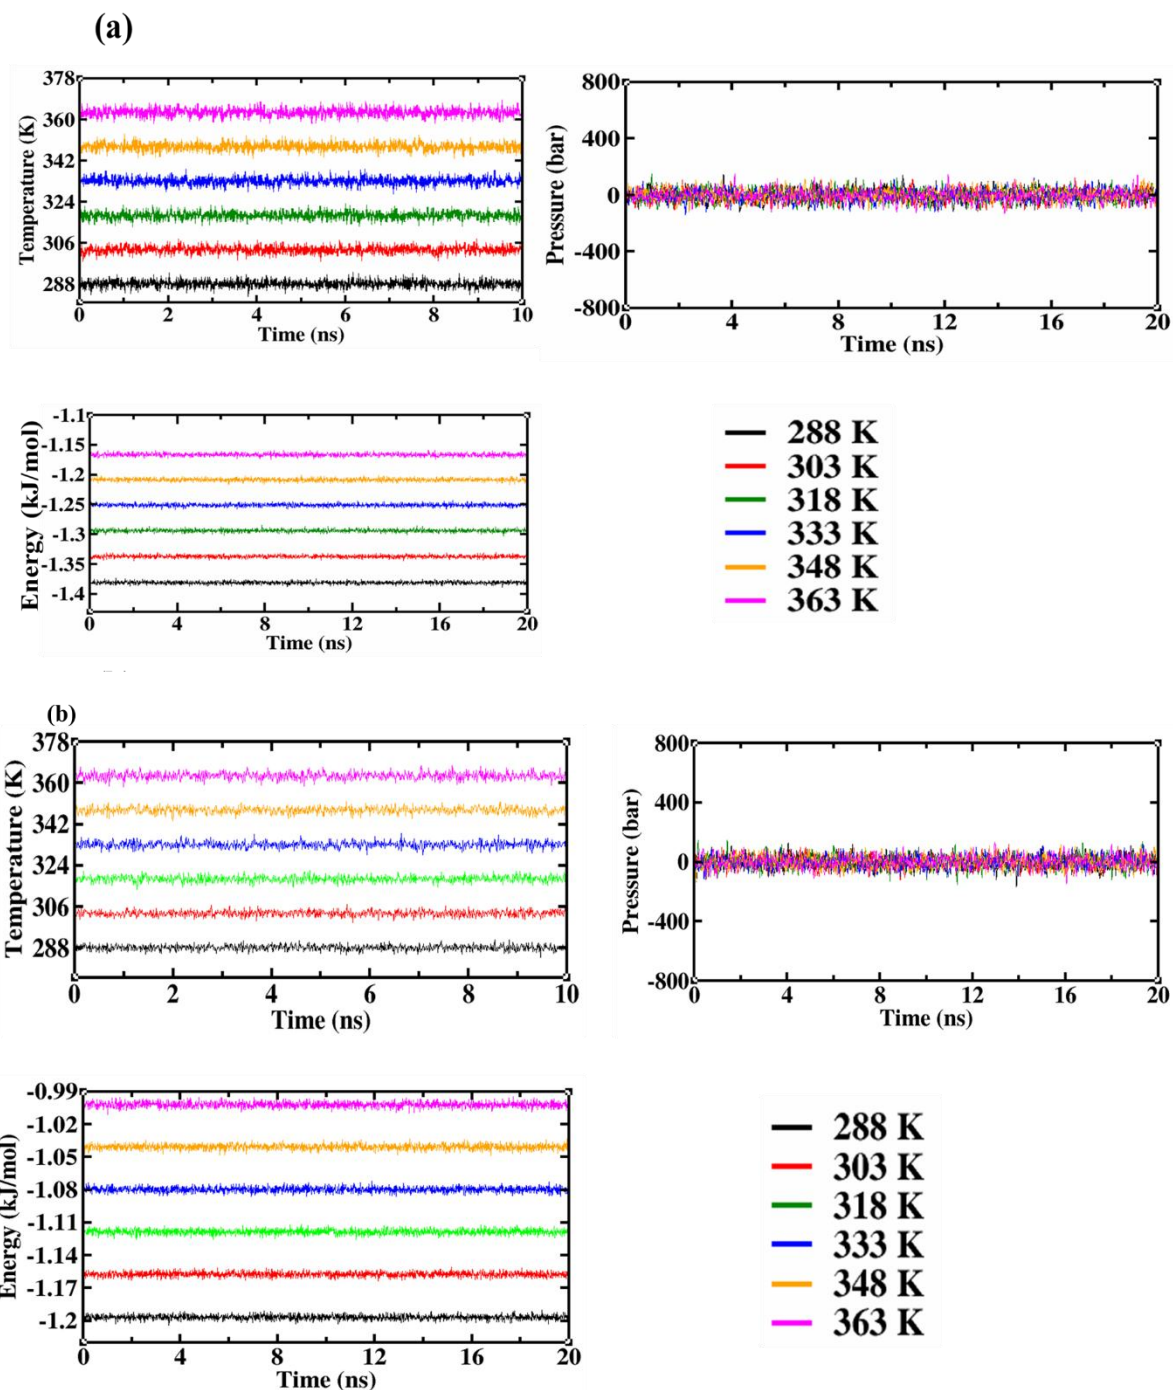 (a)
378
360
342
324
306
288
Temperature (K)
0 2 4 6 8 10
Time (ns)
800
400
0
-400
-800
Pressure (bar)
0 4 8 12 16 20
Time (ns)
-1.1
-1.15
-1.2
-1.25
-1.3
-1.35
-1.4
Energy (kJ/mol)
0 4 8 12 16 20
Time (ns)
288 K
303 K
318 K
333 K
348 K
363 K
(b)
378
360
342
324
306
288
Temperature (K)
0 2 4 6 8 10
Time (ns)
800
400
0
-400
-800
Pressure (bar)
0 4 8 12 16 20
Time (ns)
-0.99
-1.02
-1.05
-1.08
-1.11
-1.14
-1.17
-1.2
Energy (kJ/mol)
0 4 8 12 16 20
Time (ns)
288 K
303 K
318 K
333 K
348 K
363 K